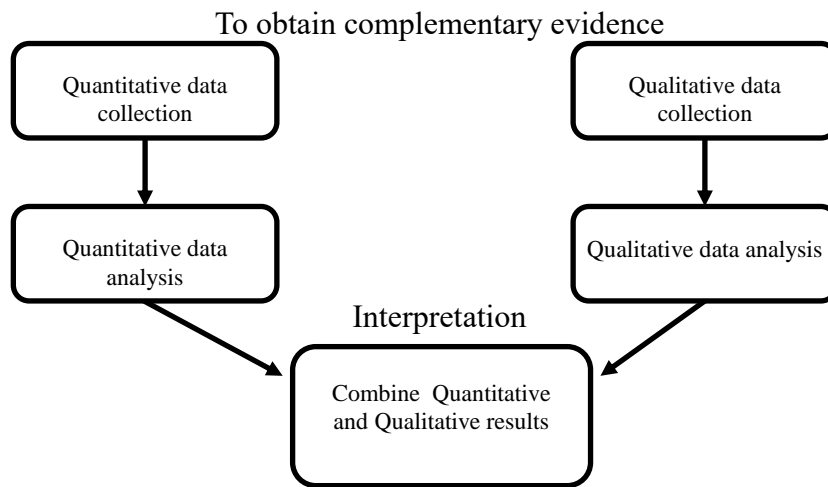 To obtain complementary evidence
Quantitative data
collection
Qualitative data
collection
Quantitative data
analysis
Qualitative data analysis
Interpretation
Combine  Quantitative
and Qualitative results